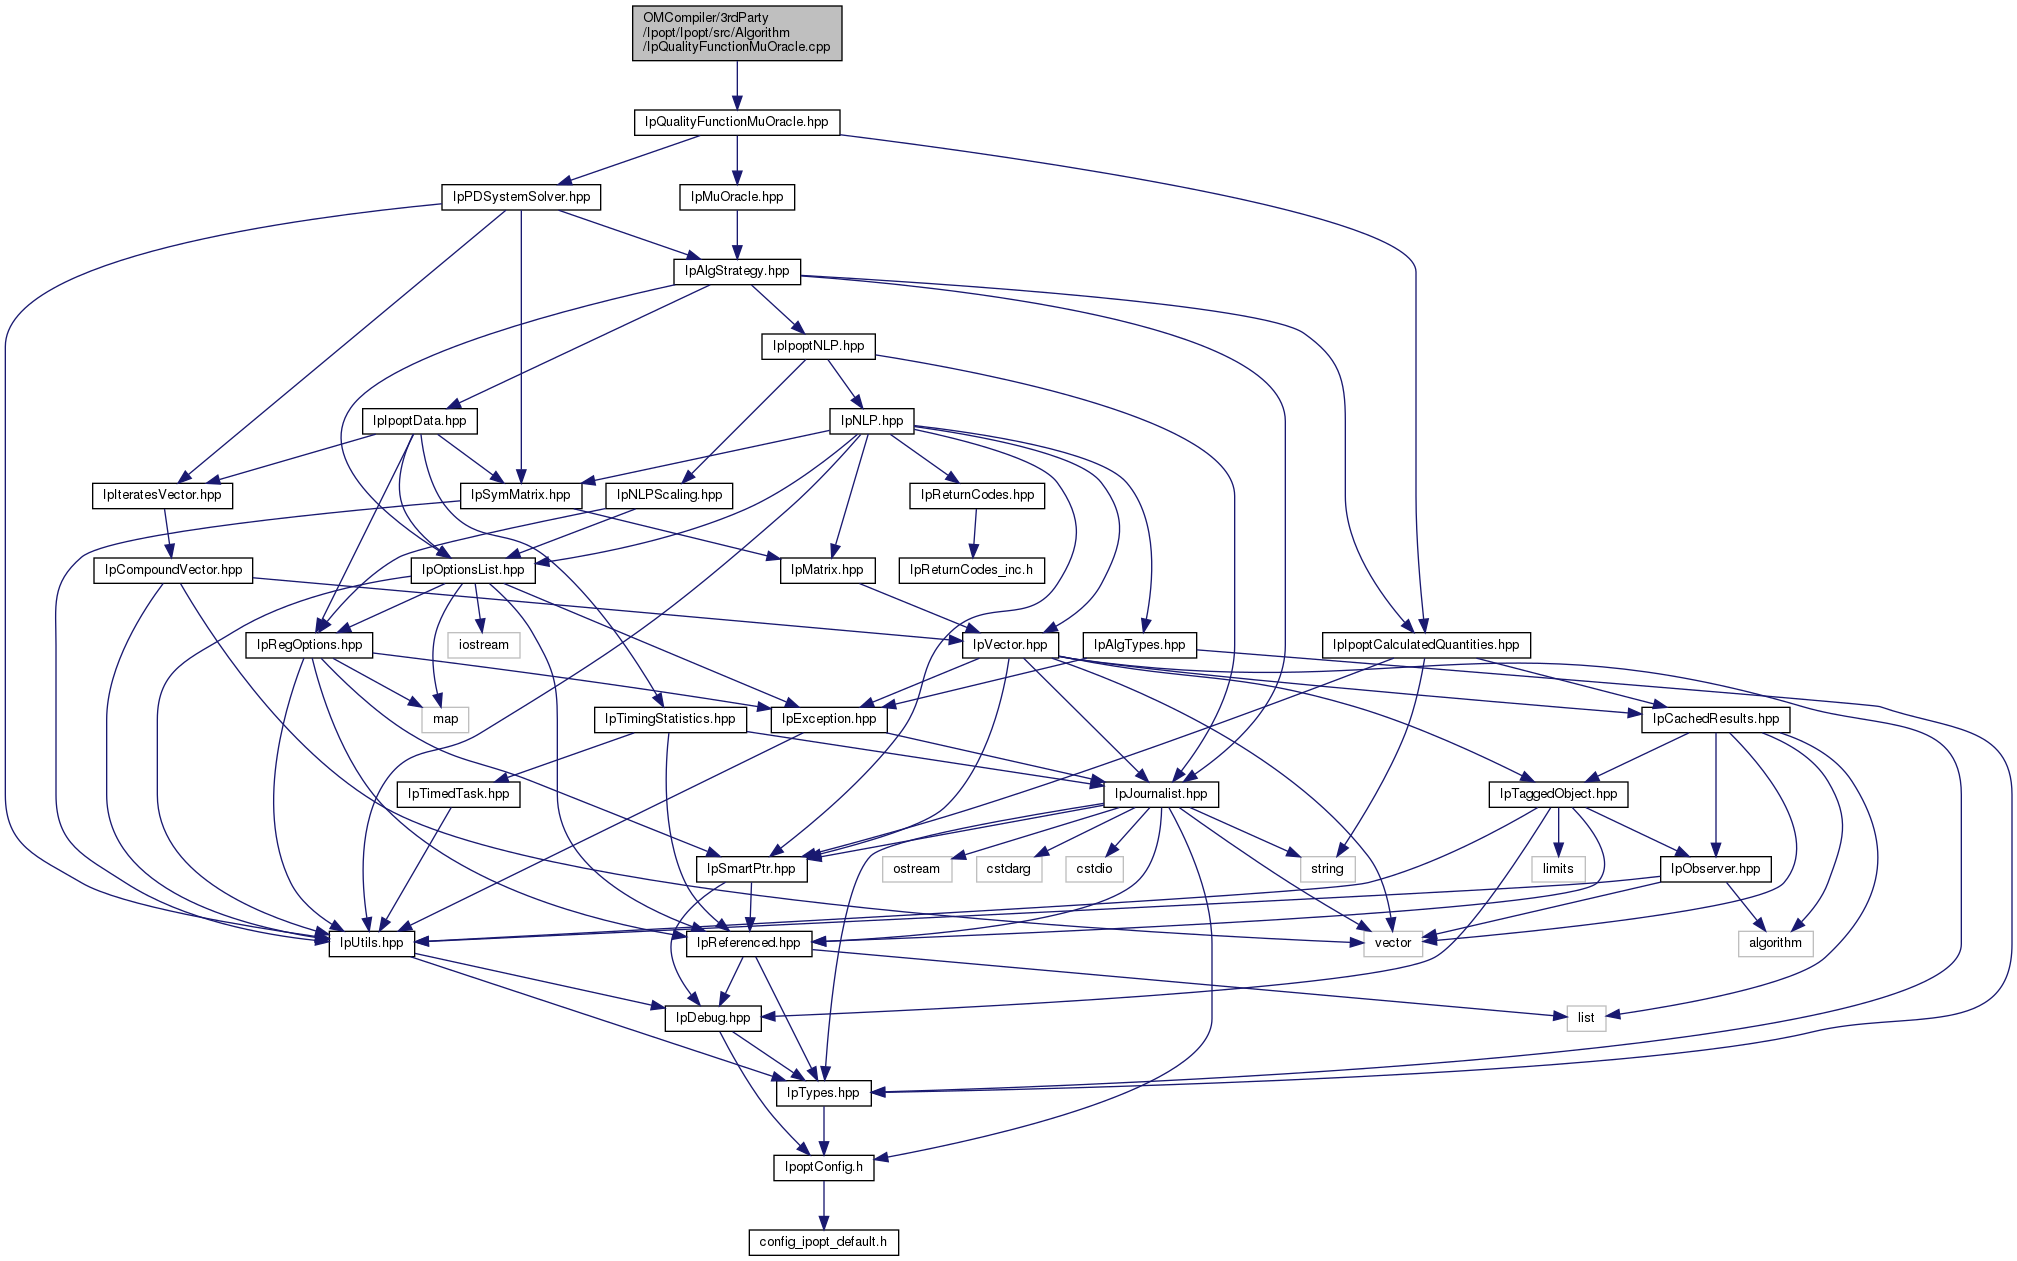 OMCompiler/3rdParty
/Ipopt/Ipopt/src/Algorithm
/IpQualityFunctionMuOracle.cpp
IpQualityFunctionMuOracle.hpp
IpPDSystemSolver.hpp
IpMuOracle.hpp
IpAlgStrategy.hpp
IpIpoptNLP.hpp
IpIpoptData.hpp
IpNLP.hpp
IpIteratesVector.hpp
IpSymMatrix.hpp
IpNLPScaling.hpp
IpReturnCodes.hpp
IpCompoundVector.hpp
IpOptionsList.hpp
IpMatrix.hpp
IpReturnCodes_inc.h
IpRegOptions.hpp
iostream
IpVector.hpp
IpAlgTypes.hpp
IpIpoptCalculatedQuantities.hpp
map
IpTimingStatistics.hpp
IpException.hpp
IpCachedResults.hpp
IpTimedTask.hpp
IpJournalist.hpp
IpTaggedObject.hpp
IpSmartPtr.hpp
ostream
cstdarg
cstdio
string
limits
IpObserver.hpp
IpUtils.hpp
IpReferenced.hpp
vector
algorithm
IpDebug.hpp
list
IpTypes.hpp
IpoptConfig.h
config_ipopt_default.h